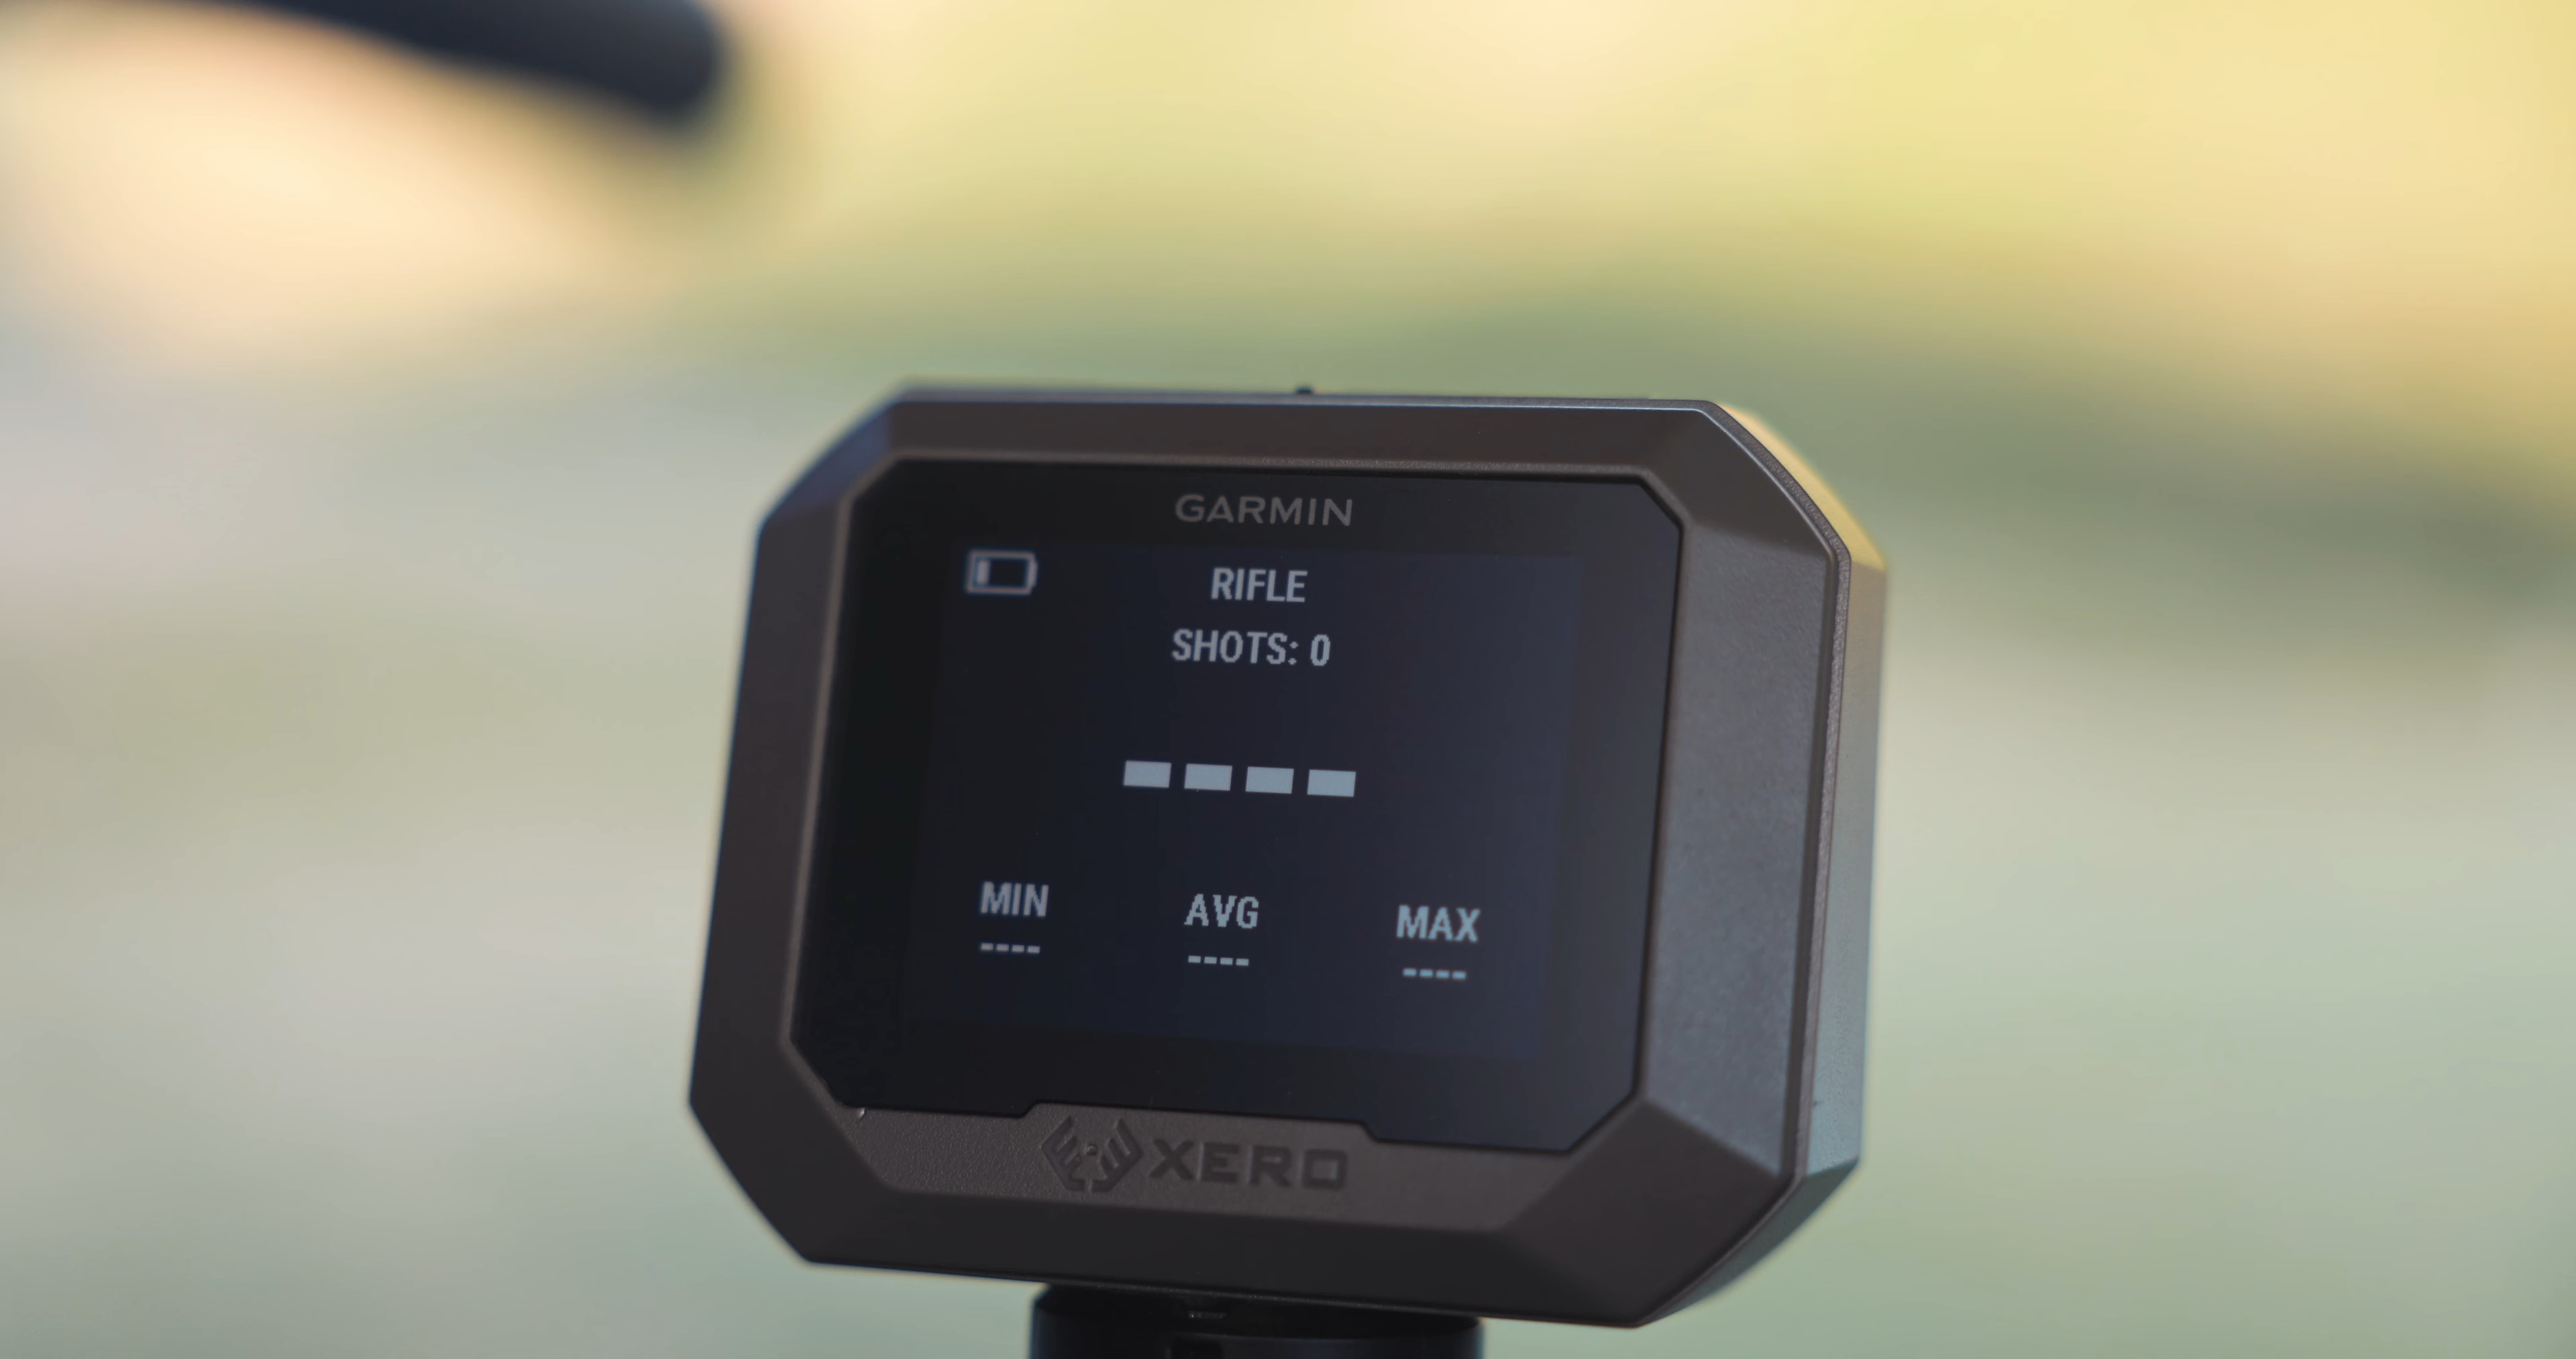 GARMIN
RIFLE
SHOTS: 0
----
MIN AVG MAX
---- ---- ----
XERO